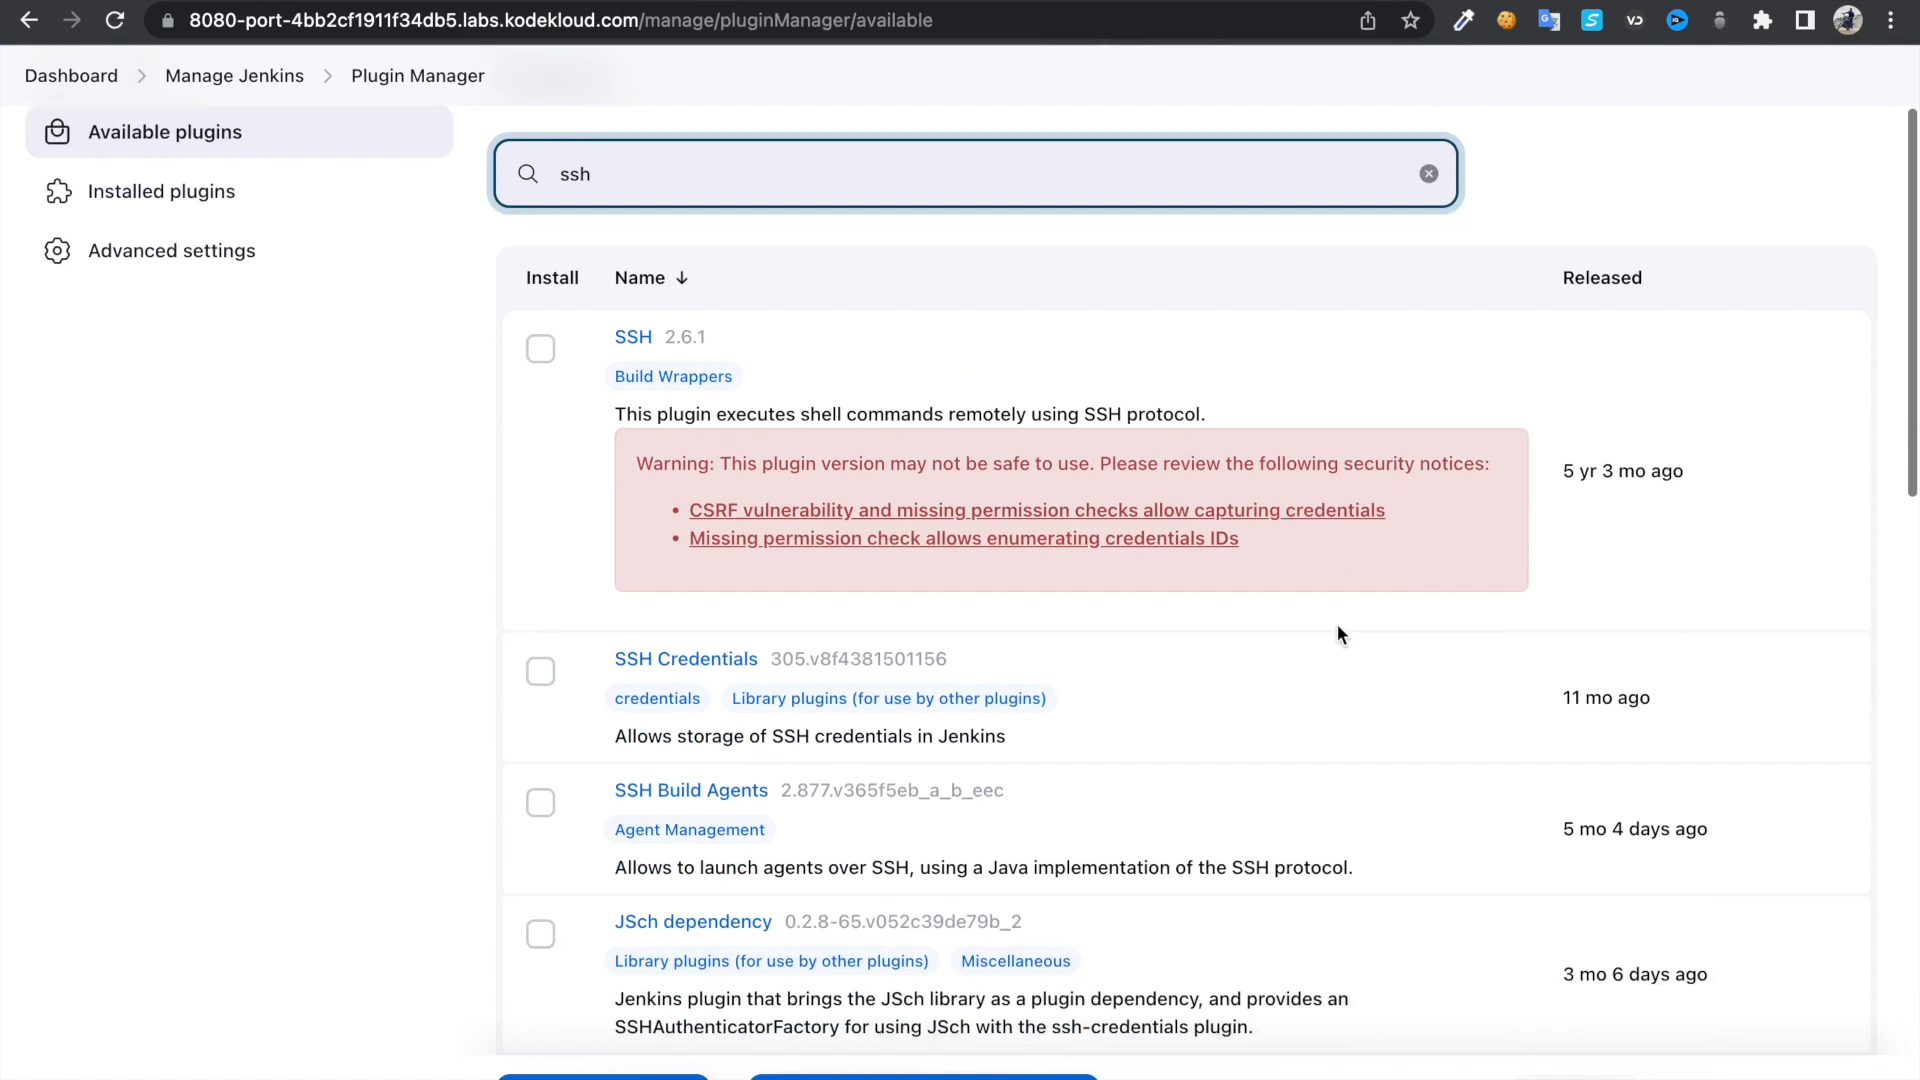 8080-port-4bb2cf1911f34db5.labs.kodekloud.com/manage/pluginManager/available
Dashboard > Manage Jenkins > Plugin Manager
Available plugins
Installed plugins
Advanced settings
ssh
Install Name ↓ Released
SSH 2.6.1
Build Wrappers
This plugin executes shell commands remotely using SSH protocol.
Warning: This plugin version may not be safe to use. Please review the following security notices:
• CSRF vulnerability and missing permission checks allow capturing credentials
• Missing permission check allows enumerating credentials IDs
5 yr 3 mo ago
SSH Credentials 305.v8f4381501156
credentials Library plugins (for use by other plugins)
Allows storage of SSH credentials in Jenkins
11 mo ago
SSH Build Agents 2.877.v365f5eb_a_b_eec
Agent Management
Allows to launch agents over SSH, using a Java implementation of the SSH protocol.
5 mo 4 days ago
JSch dependency 0.2.8-65.v052c39de79b_2
Library plugins (for use by other plugins) Miscellaneous
Jenkins plugin that brings the JSch library as a plugin dependency, and provides an
SSHAuthenticatorFactory for using JSch with the ssh-credentials plugin.
3 mo 6 days ago